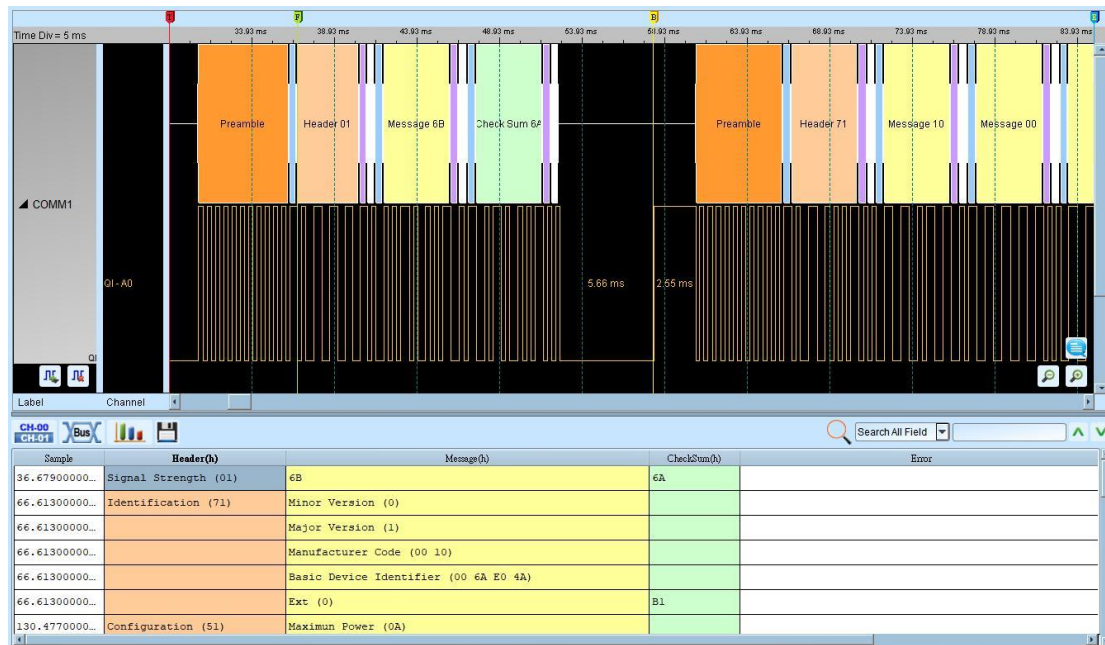 Time Div = 5 ms
33.93 ms 38.93 ms 43.93 ms 48.93 ms 53.93 ms 58.93 ms 63.93 ms 68.93 ms 73.93 ms 78.93 ms 83.93 ms
Preamble Header 01 Message 6B Check Sum 6A Preamble Header 71 Message 10 Message 00
COMM1
QI - A0 5.66 ms 2.55 ms
QI
Label Channel
CH-00
CH-01 Bus Search All Field
Sample Header(h) Message(h) CheckSum(h) Error
36.67900000... Signal Strength (01) 6B 6A
66.61300000... Identification (71) Minor Version (0)
66.61300000... Major Version (1)
66.61300000... Manufacturer Code (00 10)
66.61300000... Basic Device Identifier (00 6A E0 4A)
66.61300000... Ext (0) B1
130.4770000... Configuration (51) Maximun Power (0A)